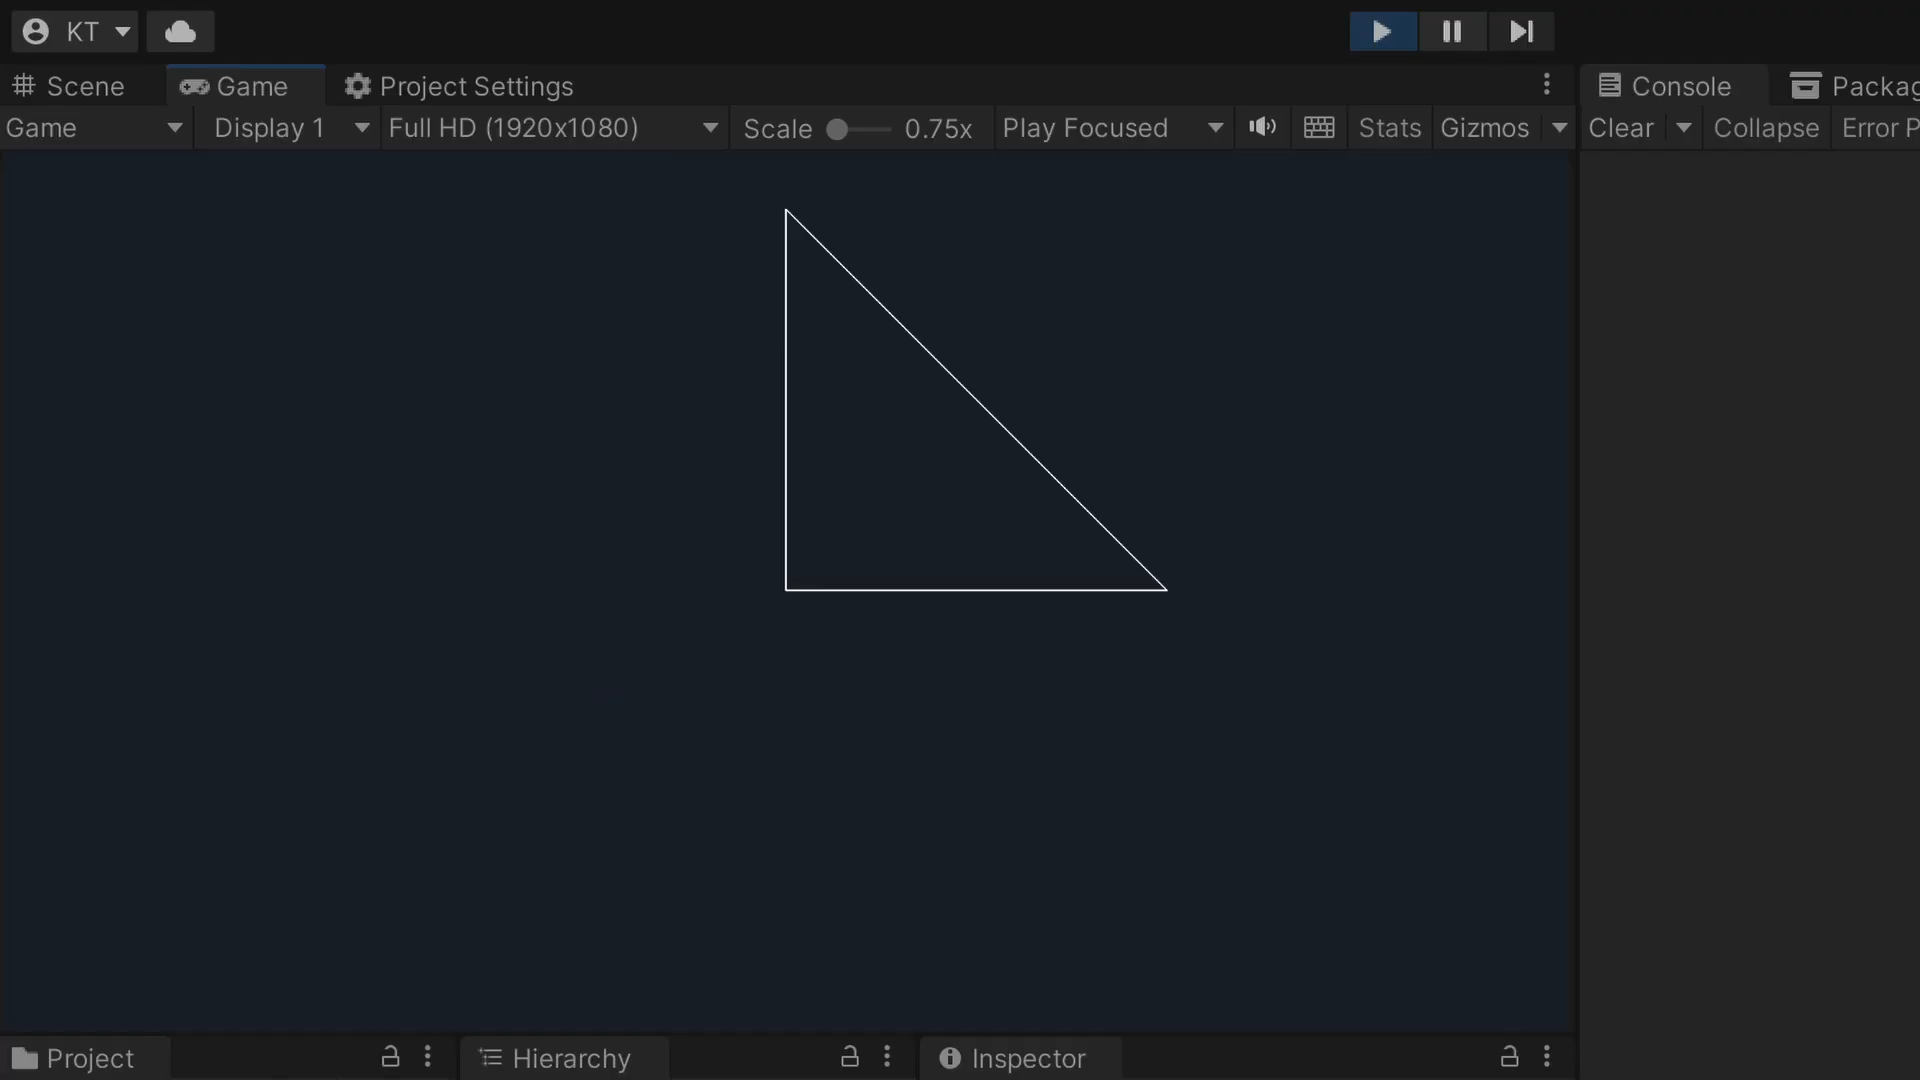 KT
Scene Game Project Settings Console Packag
Game Display 1 Full HD (1920x1080) Scale 0.75x Play Focused Stats Gizmos Clear Collapse Error P
Project Hierarchy Inspector